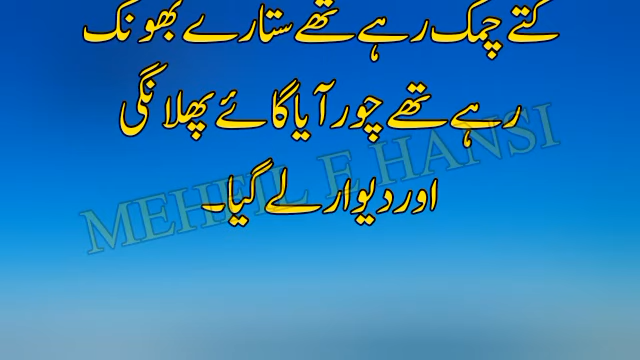 کتے چمک رہے تھے ستارے بھونک
رہے تھے چور آیا گائے پھلانگی
اور دیوار لے گیا۔
MEHFIL E HANSI